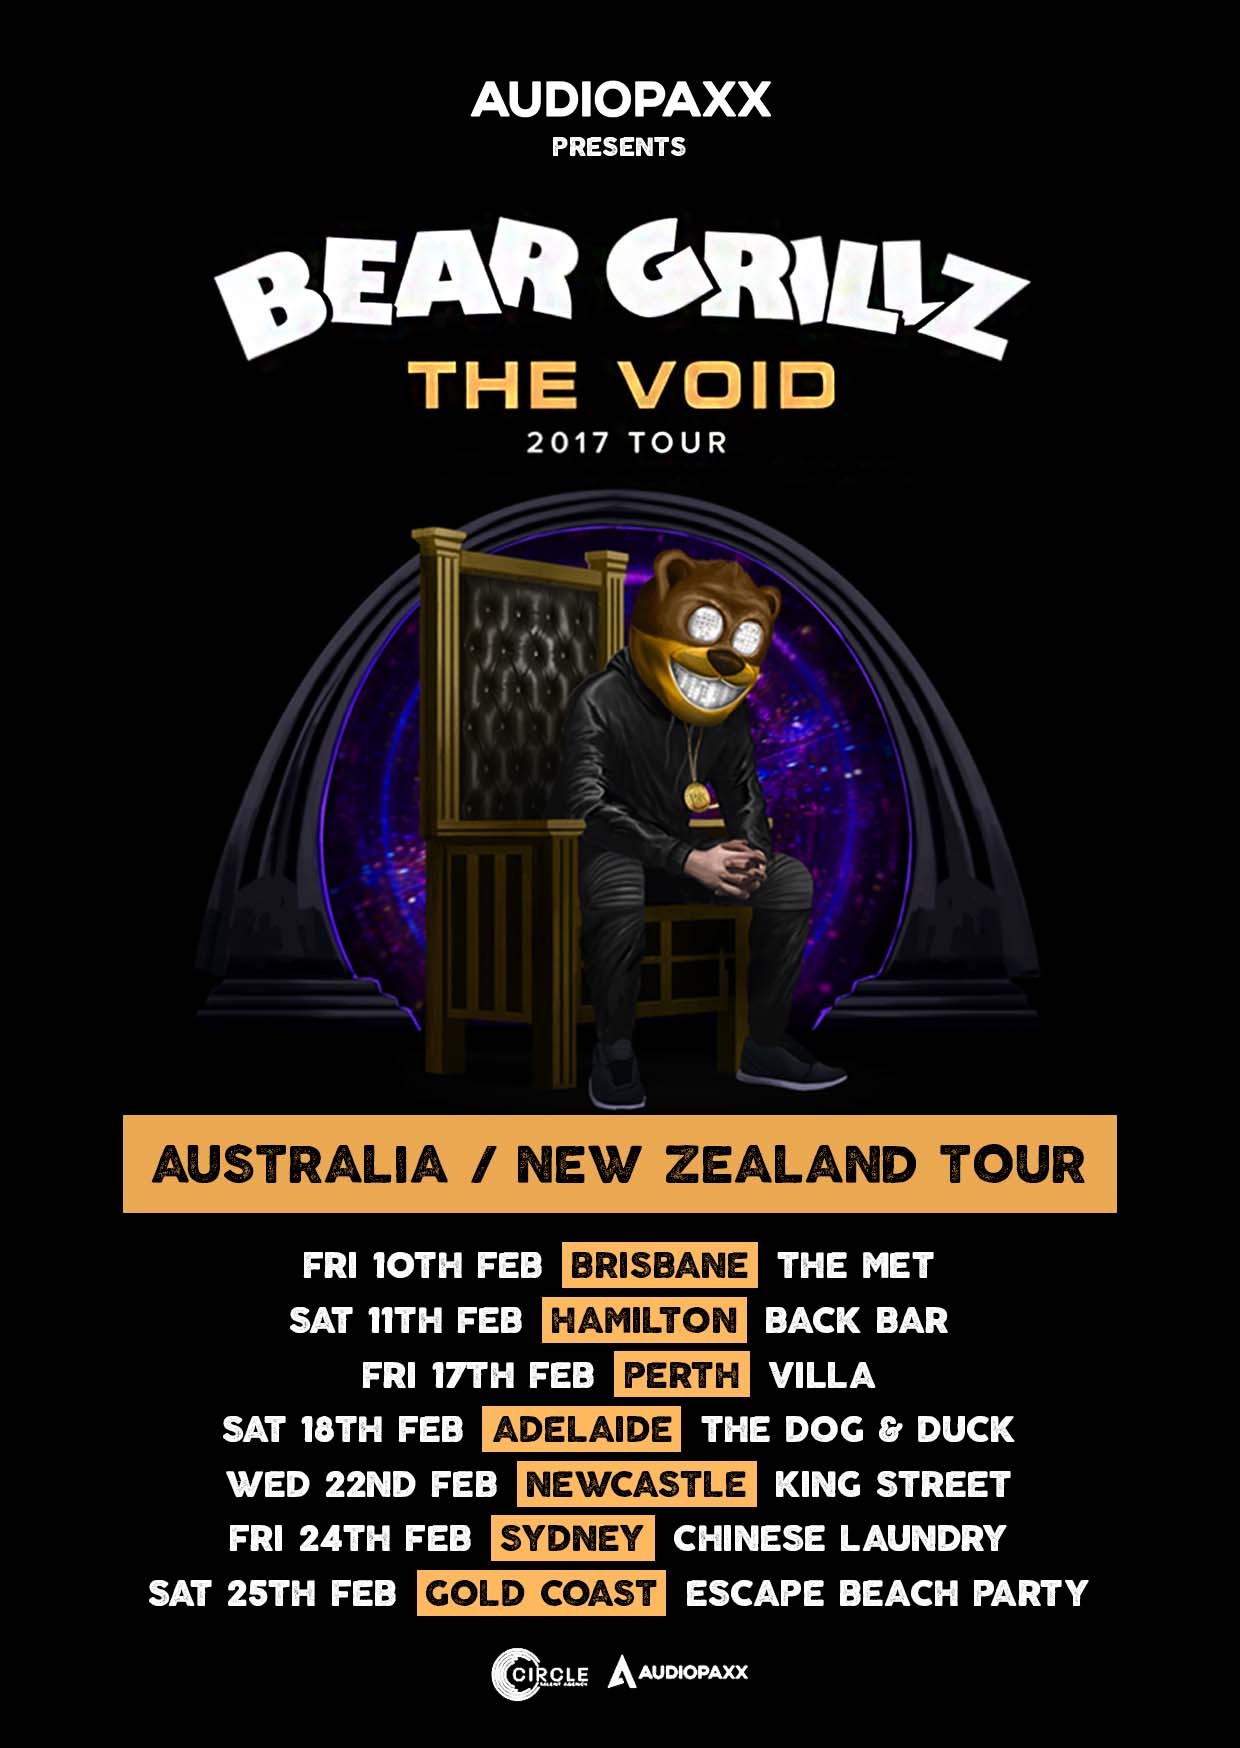 AUDIOPAXX
PRESENTS
BEAR GRILLZ
THE VOID
2017 TOUR
AUSTRALIA / NEW ZEALAND TOUR
FRI 10TH FEB BRISBANE THE MET
SAT 11TH FEB HAMILTON BACK BAR
FRI 17TH FEB PERTH VILLA
SAT 18TH FEB ADELAIDE THE DOG & DUCK
WED 22ND FEB NEWCASTLE KING STREET
FRI 24TH FEB SYDNEY CHINESE LAUNDRY
SAT 25TH FEB GOLD COAST ESCAPE BEACH PARTY
CIRCLE
TALENT AGENCY
AUDIOPAXX